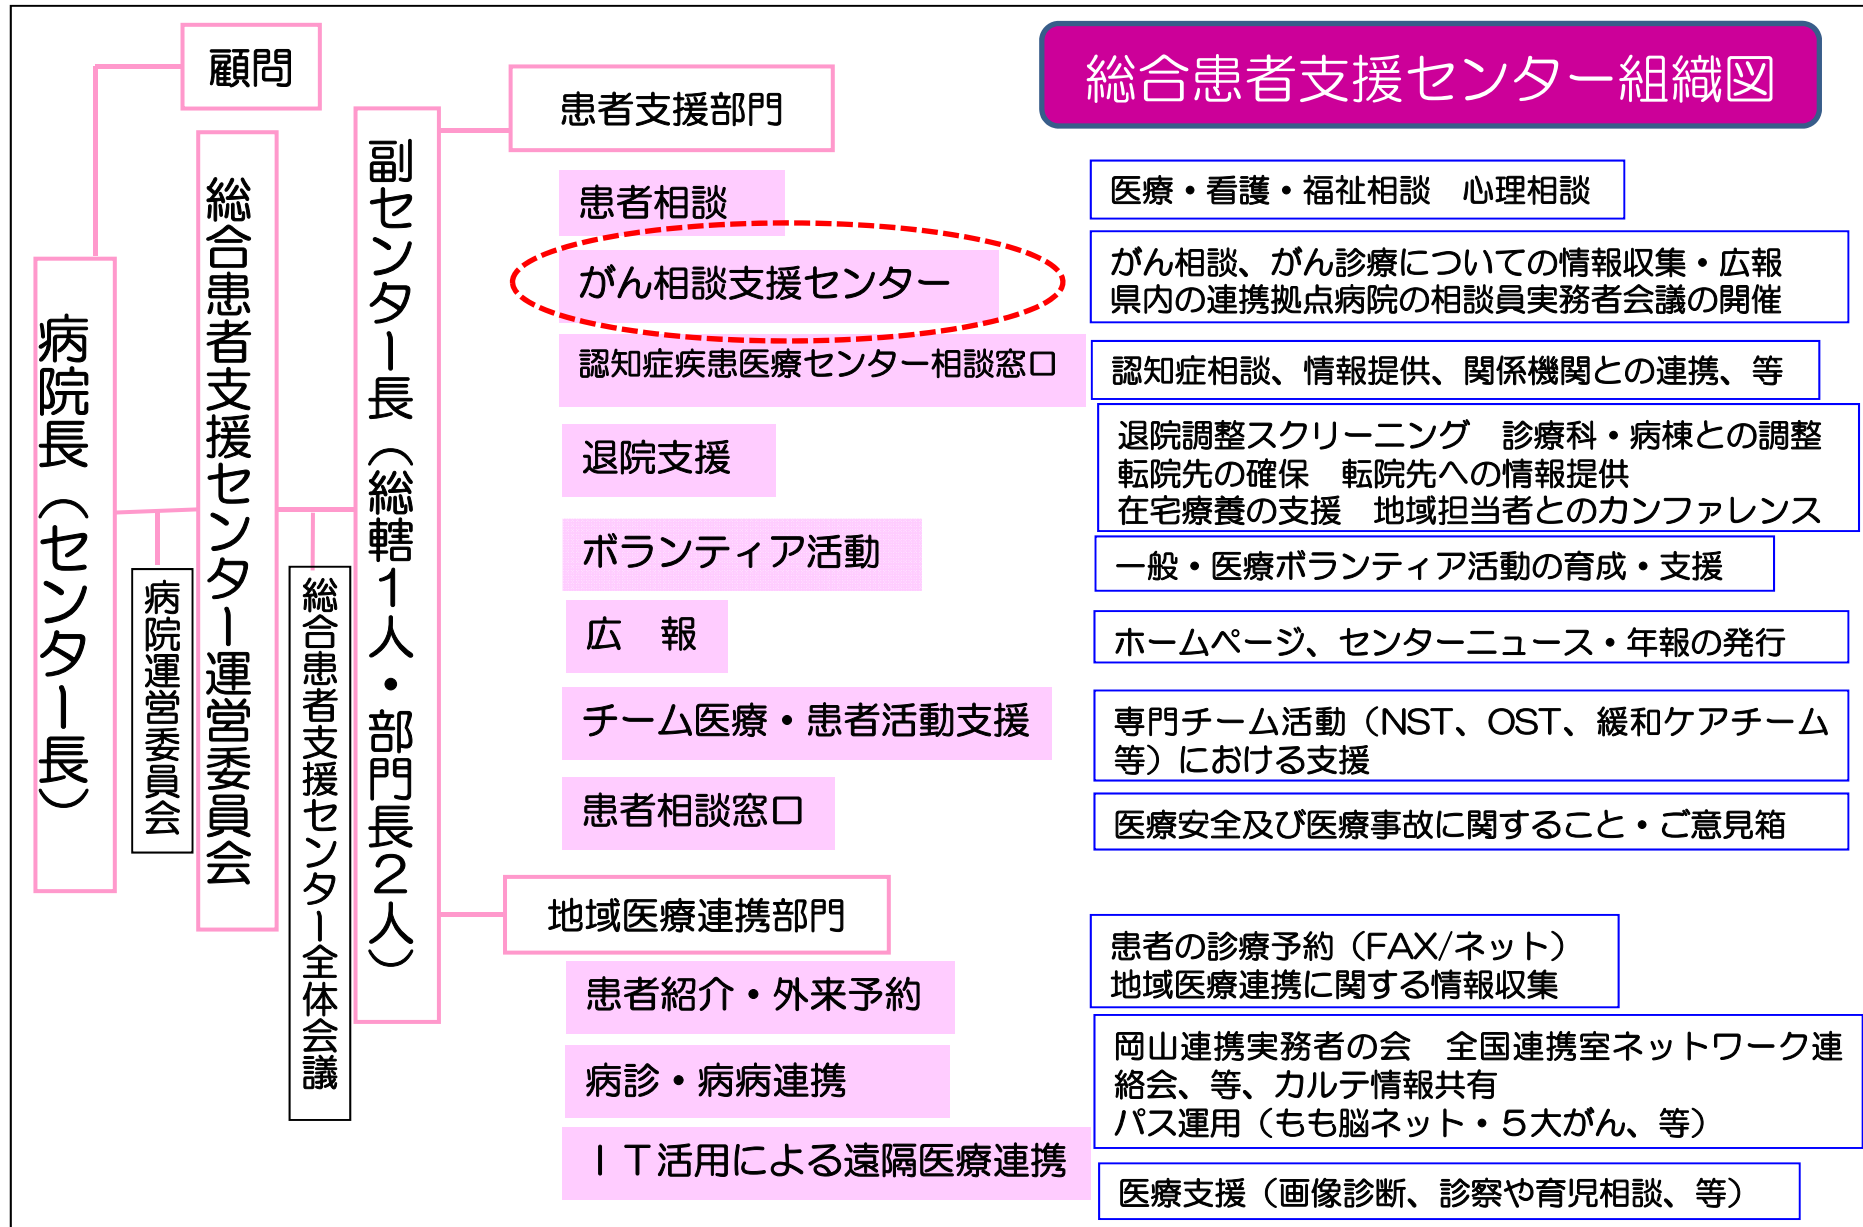 総合患者支援センター組織図
顧問
病院長（センター長）
病院運営委員会
総合患者支援センター運営委員会
総合患者支援センター全体会議
副センター長（総轄１人・部門長２人）
患者支援部門
患者相談
医療・看護・福祉相談　心理相談
がん相談支援センター
がん相談、がん診療についての情報収集・広報
県内の連携拠点病院の相談員実務者会議の開催
認知症疾患医療センター相談窓口
認知症相談、情報提供、関係機関との連携、等
退院支援
退院調整スクリーニング　診療科・病棟との調整
転院先の確保　転院先への情報提供
在宅療養の支援　地域担当者とのカンファレンス
ボランティア活動
一般・医療ボランティア活動の育成・支援
広　報
ホームページ、センターニュース・年報の発行
チーム医療・患者活動支援
専門チーム活動（NST、OST、緩和ケアチーム
等）における支援
患者相談窓口
医療安全及び医療事故に関すること・ご意見箱
地域医療連携部門
患者紹介・外来予約
患者の診療予約（FAX/ネット）
地域医療連携に関する情報収集
病診・病病連携
岡山連携実務者の会　全国連携室ネットワーク連
絡会、等、カルテ情報共有
パス運用（もも脳ネット・５大がん、等）
ＩＴ活用による遠隔医療連携
医療支援（画像診断、診察や育児相談、等）